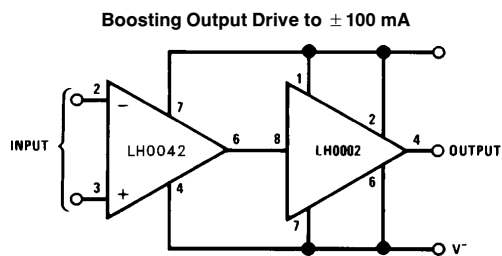 Boosting Output Drive to ± 100 mA
1
2
7
2
−
INPUT
LH0042
6
8
LH0002
4
OUTPUT
3
+
4
6
7
V⁻